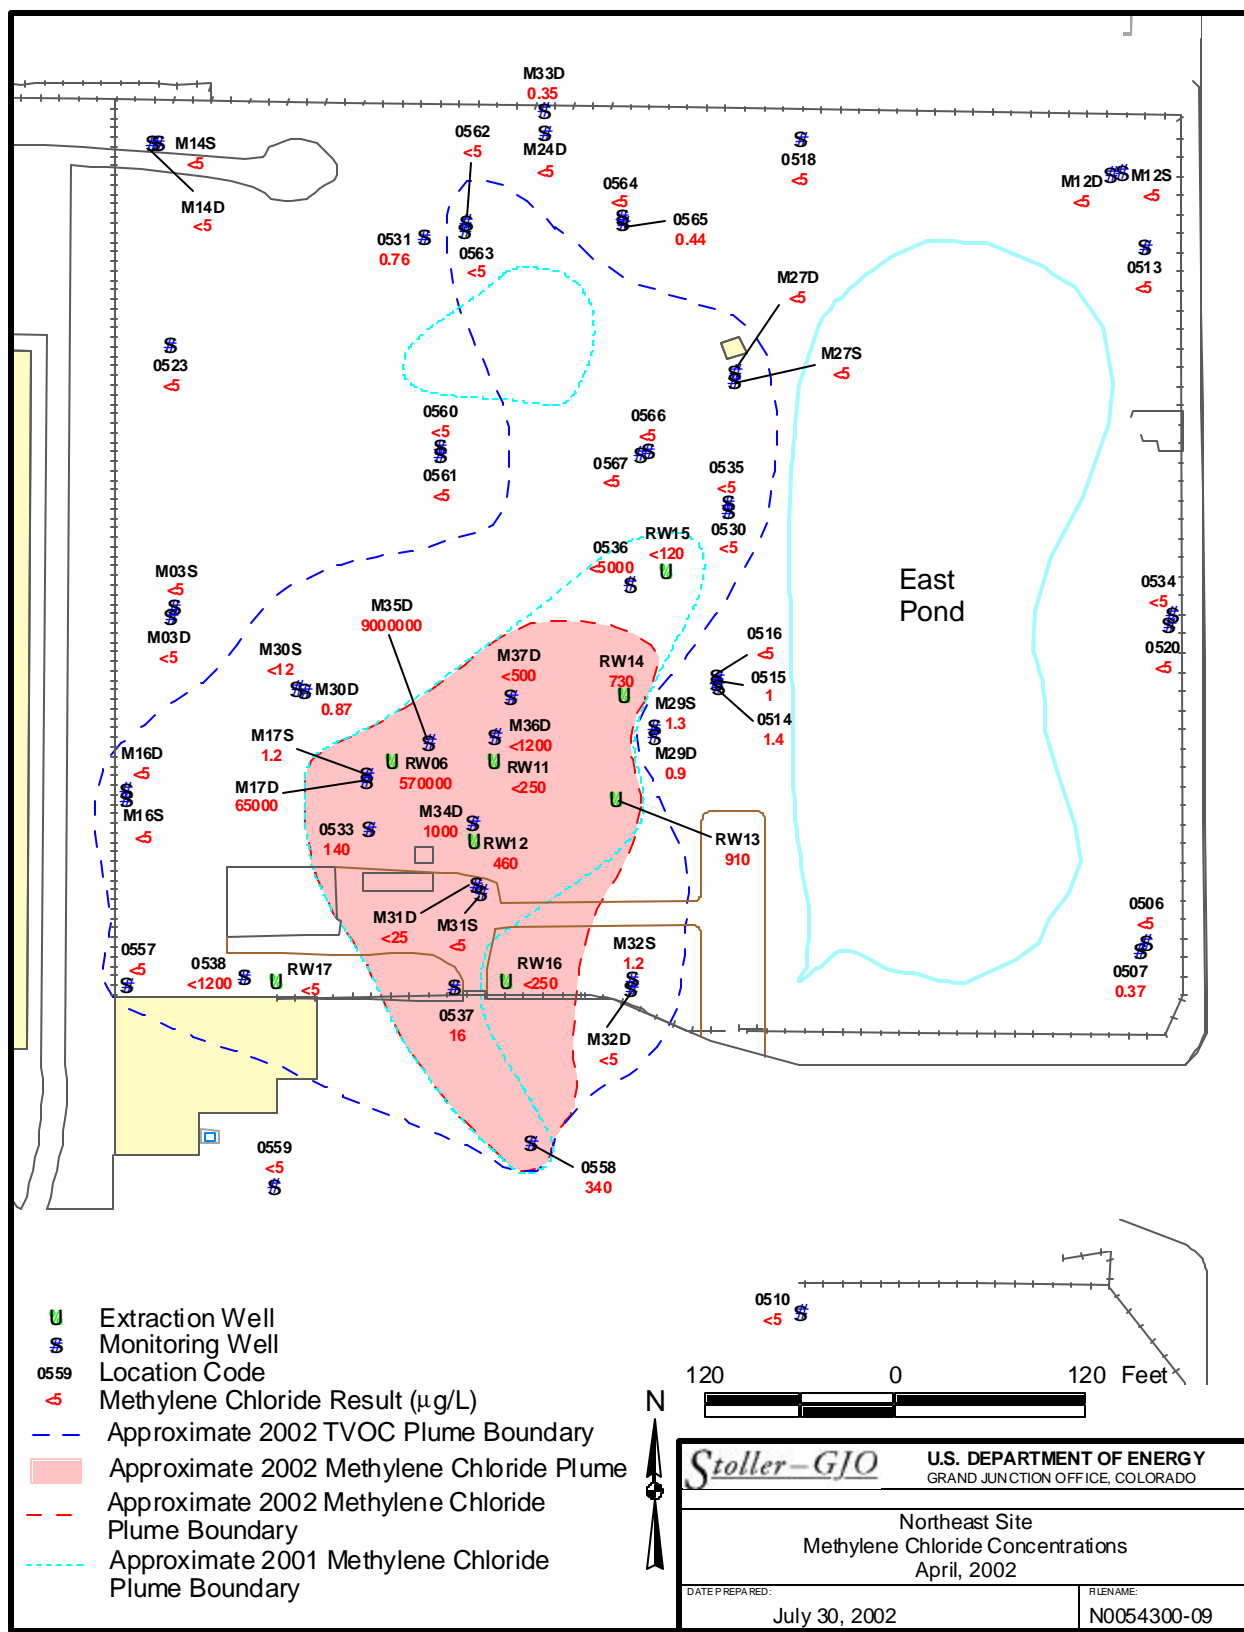 M33D
0.35
0562
<5
M24D
<5
M14S
<5
M14D
<5
0518
<5
M12D
<5
M12S
<5
0564
<5
0565
0.44
0531
0.76
0563
<5
0513
<5
M27D
<5
M27S
<5
0523
<5
0560
<5
0561
<5
0566
<5
0567
<5
0535
<5
0530
<5
RW15
<120
0536
<5000
East
Pond
M03S
<5
M03D
<5
0534
<5
0520
<5
M35D
9000000
M30S
<12
M30D
0.87
M37D
<500
RW14
730
0516
<5
0515
1
0514
1.4
M29S
1.3
M29D
0.9
M36D
<1200
M17S
1.2
M17D
65000
RW06
570000
RW11
<250
M16D
<5
M16S
<5
M34D
1000
0533
140
RW12
460
RW13
910
M31D
<25
M31S
<5
0506
<5
0507
0.37
0557
<5
0538
<1200
RW17
<5
RW16
<250
M32S
1.2
M32D
<5
0537
16
0559
<5
0558
340
0510
<5
Extraction Well
Monitoring Well
0559 Location Code
<5 Methylene Chloride Result (µg/L)
Approximate 2002 TVOC Plume Boundary
Approximate 2002 Methylene Chloride Plume
Approximate 2002 Methylene Chloride
Plume Boundary
Approximate 2001 Methylene Chloride
Plume Boundary
120 0 120 Feet
N
Stoller-GJO
U.S. DEPARTMENT OF ENERGY
GRAND JUNCTION OFFICE, COLORADO
Northeast Site
Methylene Chloride Concentrations
April, 2002
DATE PREPARED:
July 30, 2002
FILENAME:
N0054300-09